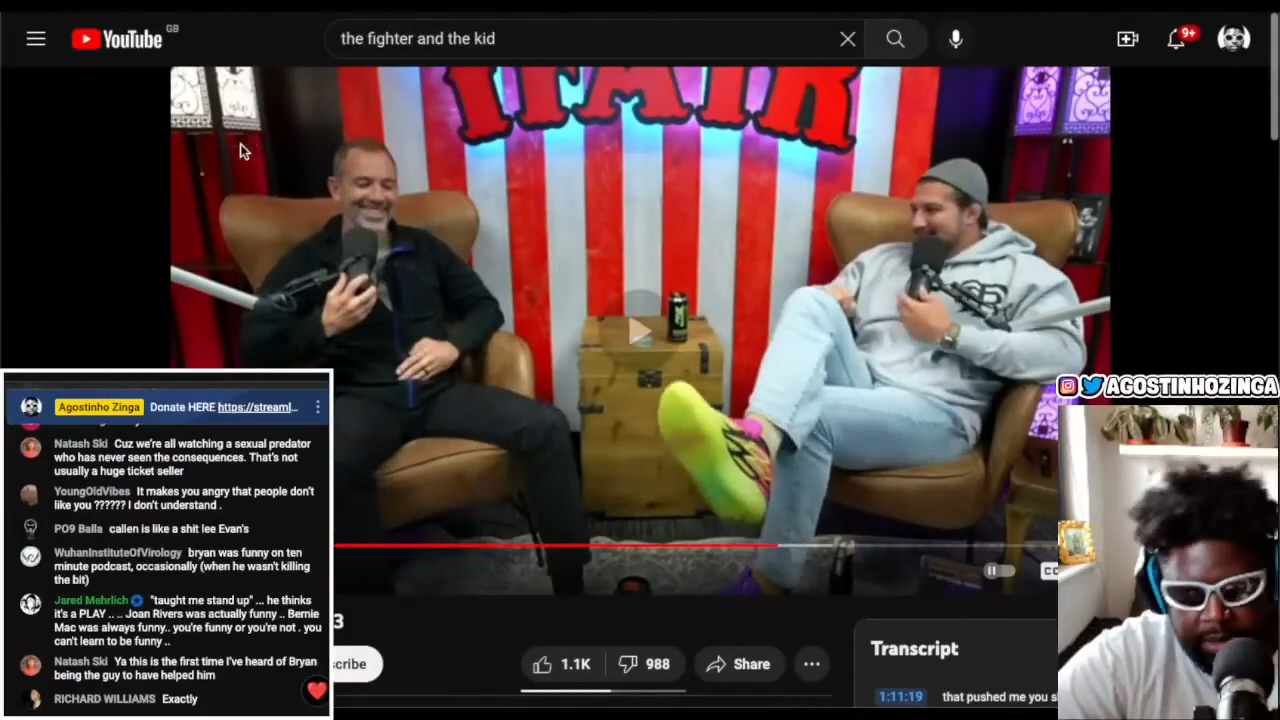 YouTube GB
the fighter and the kid
9+
TFATK
Agostinho Zinga Donate HERE https://streaml...
Natash Ski Cuz we're all watching a sexual predator
who has never seen the consequences. That's not
usually a huge ticket seller
YoungOldVibes It makes you angry that people don't
like you ?????? I don't understand .
PO9 Balla callen is like a shit lee Evan's
WuhanInstituteOfVirology bryan was funny on ten
minute podcast, occasionally (when he wasn't killing
the bit)
Jared Mehrlich "taught me stand up" ... he thinks
it's a PLAY .. .. Joan Rivers was actually funny .. Bernie
Mac was always funny.. you're funny or you're not . you
can't learn to be funny ..
Natash Ski Ya this is the first time I've heard of Bryan
being the guy to have helped him
RICHARD WILLIAMS Exactly
AGOSTINHOZINGA
CC
3
scribe
1.1K
988
Share
Transcript
1:11:19 that pushed me you s